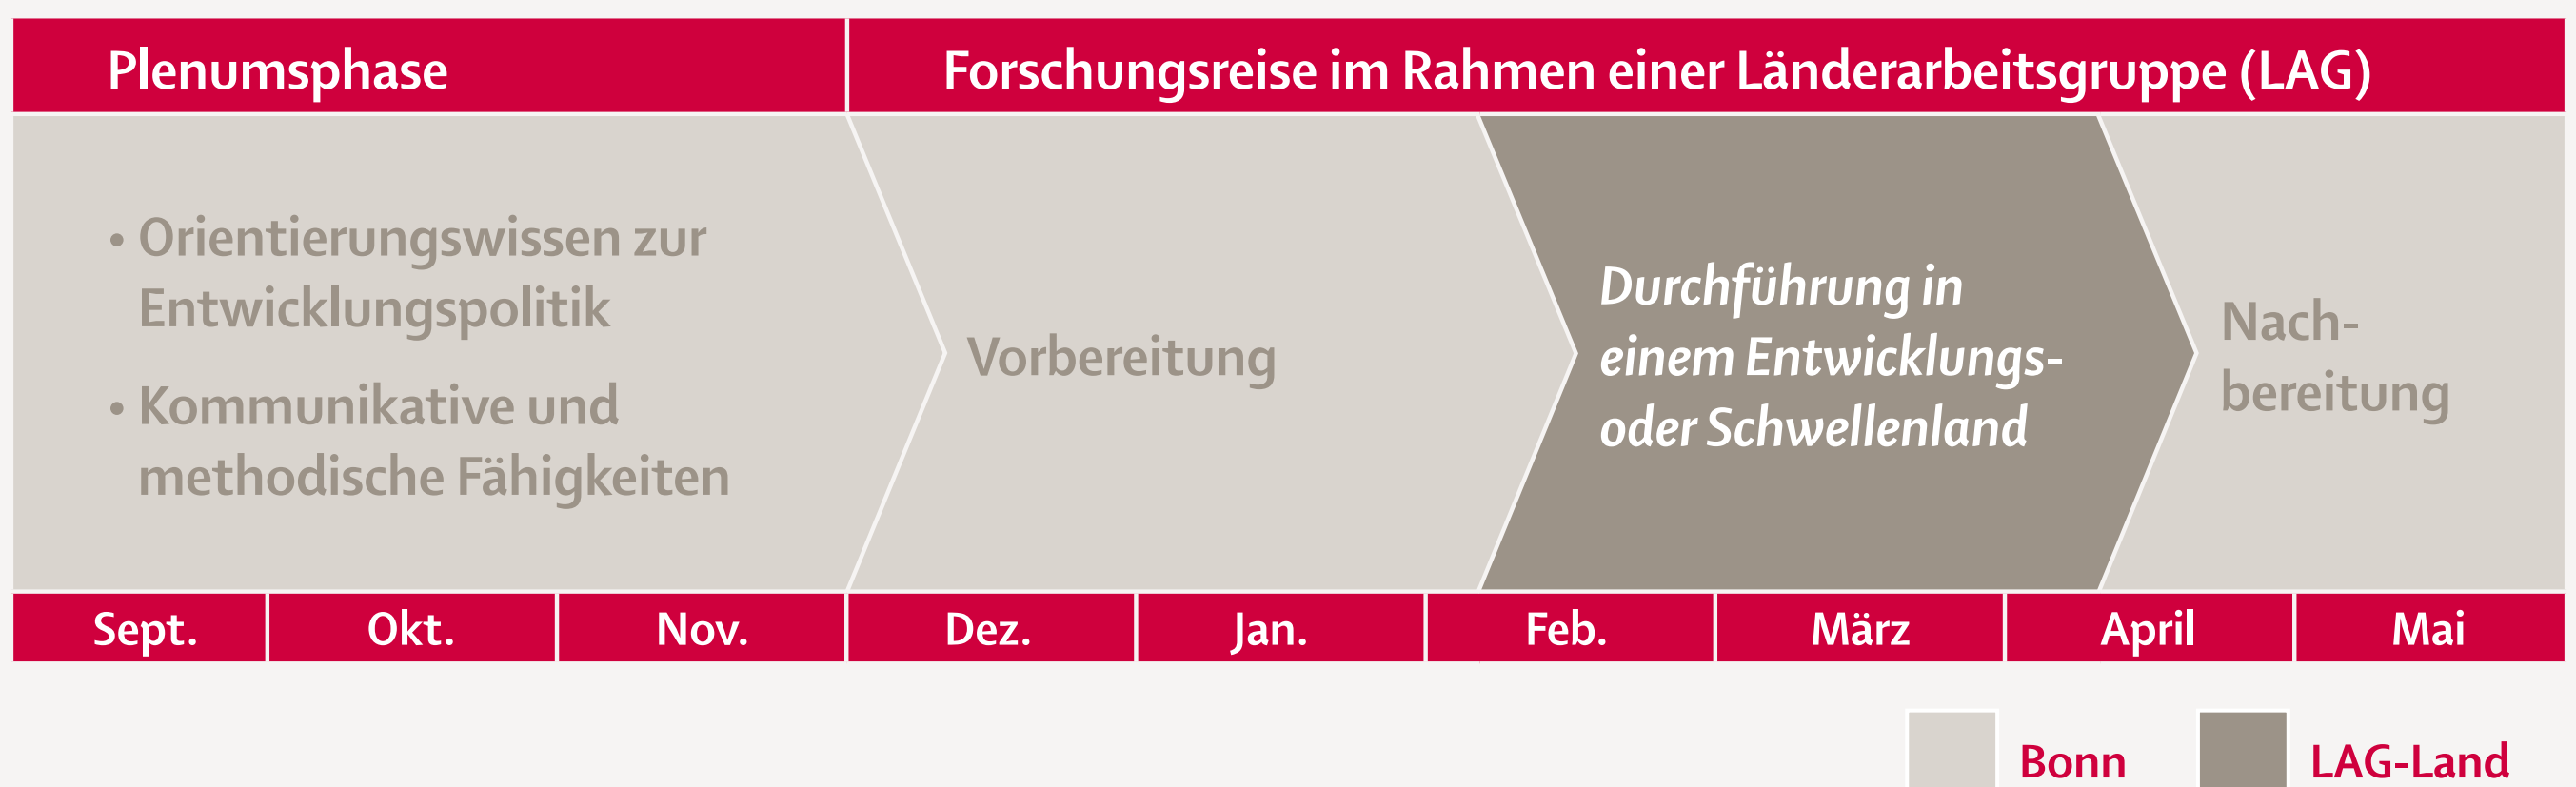 Plenumsphase
Forschungsreise im Rahmen einer Länderarbeitsgruppe (LAG)
• Orientierungswissen zur
Entwicklungspolitik
• Kommunikative und
methodische Fähigkeiten
Vorbereitung
Durchführung in
einem Entwicklungs-
oder Schwellenland
Nach-
bereitung
Sept.
Okt.
Nov.
Dez.
Jan.
Feb.
März
April
Mai
Bonn
LAG-Land